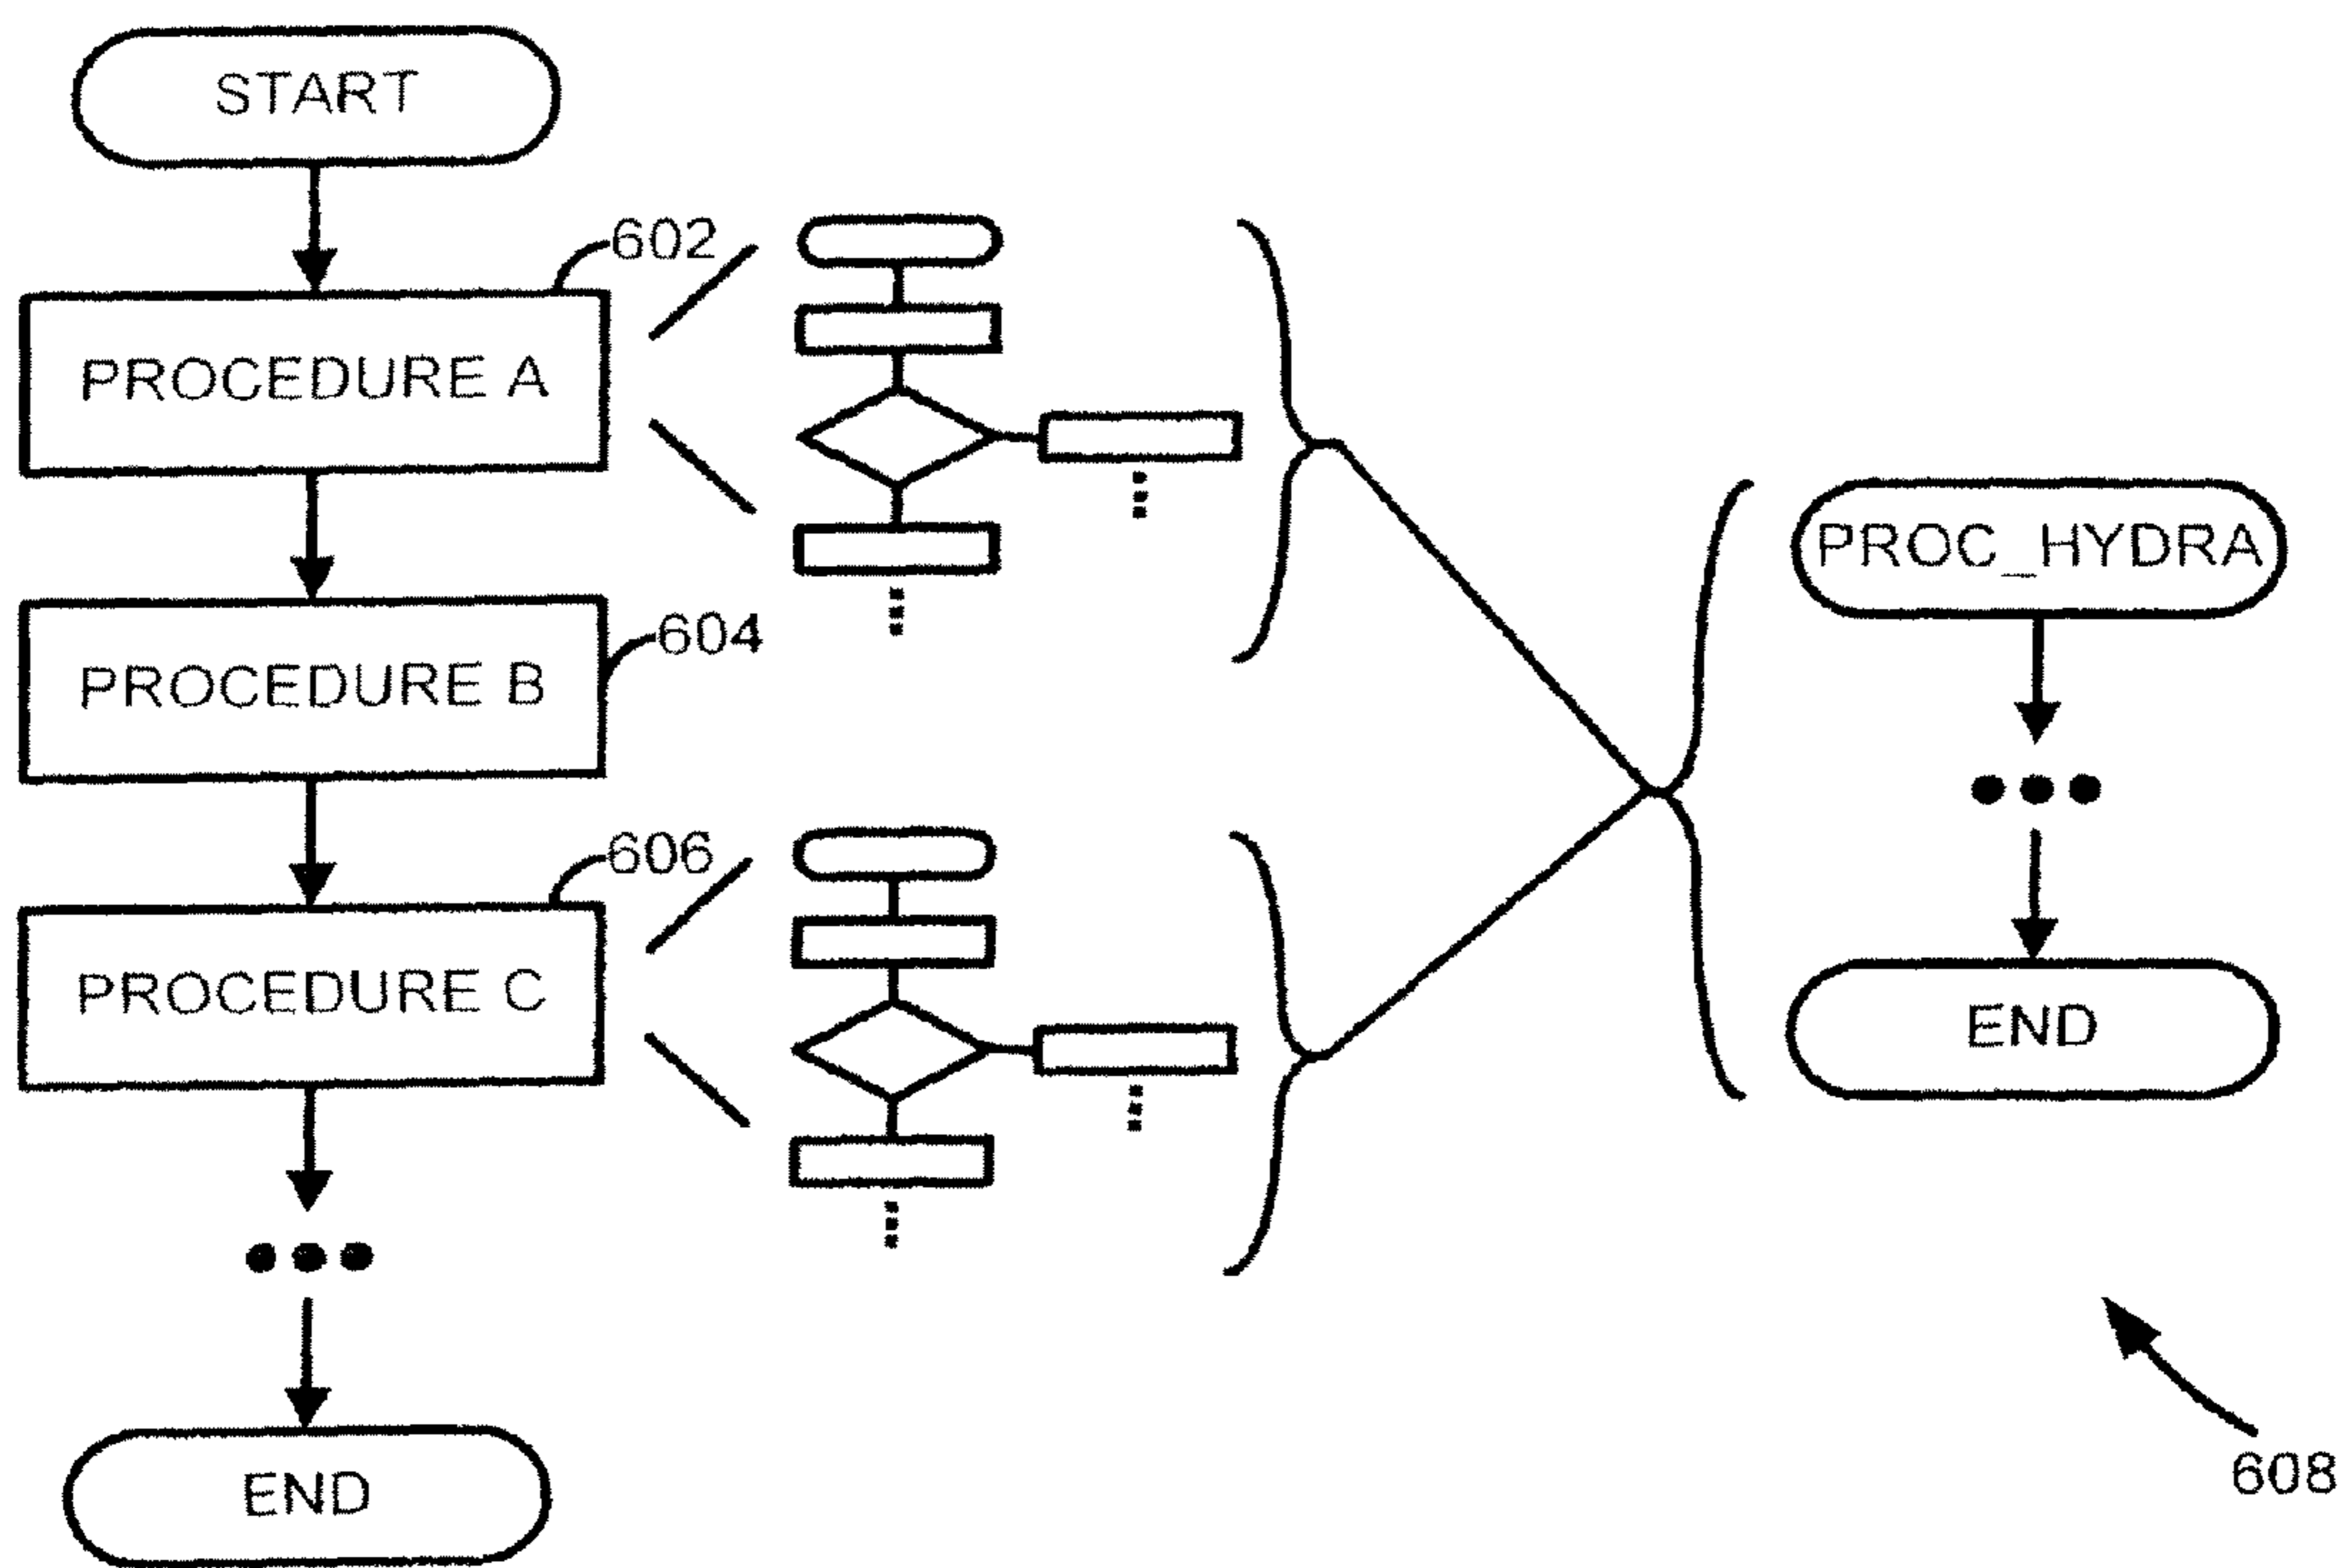 START
602
PROCEDURE A
PROC_HYDRA
604
PROCEDURE B
606
PROCEDURE C
END
608
END